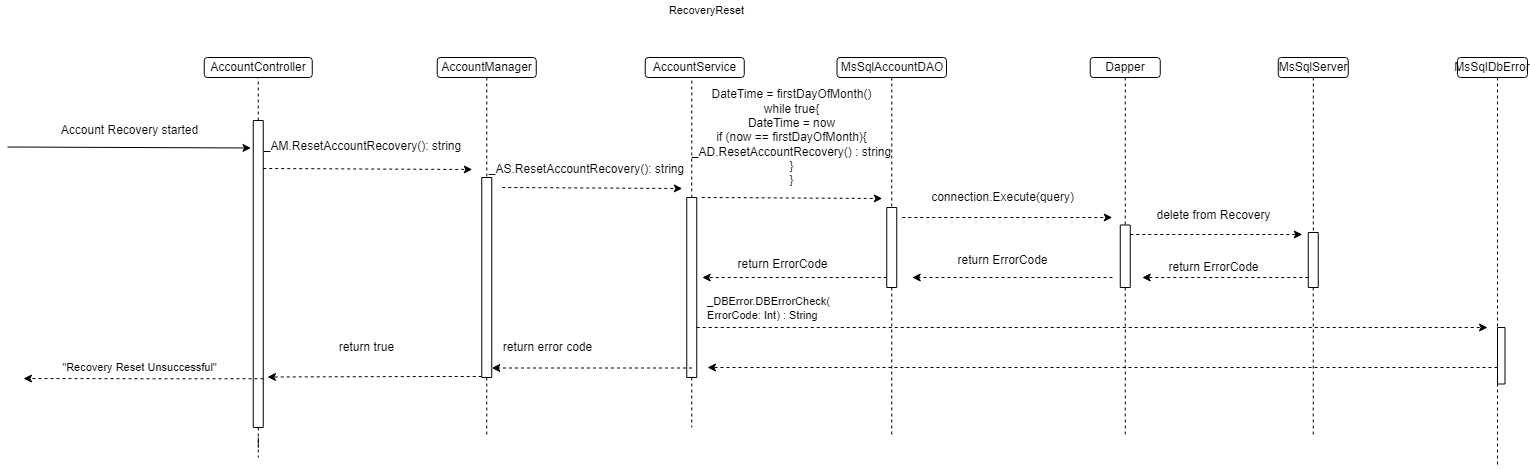 RecoveryReset
AccountController
AccountManager
AccountService
MsSqlAccountDAO
Dapper
MsSqlServer
MsSqlDbError
DateTime = firstDayOfMonth()
while true{
DateTime = now
if (now == firstDayOfMonth){
_AD.ResetAccountRecovery() : string
}
}
Account Recovery started
_AM.ResetAccountRecovery(): string
_AS.ResetAccountRecovery(): string
connection.Execute(query)
delete from Recovery
return ErrorCode
return ErrorCode
return ErrorCode
_DBError.DBErrorCheck(
ErrorCode: Int) : String
return true
return error code
"Recovery Reset Unsuccessful"